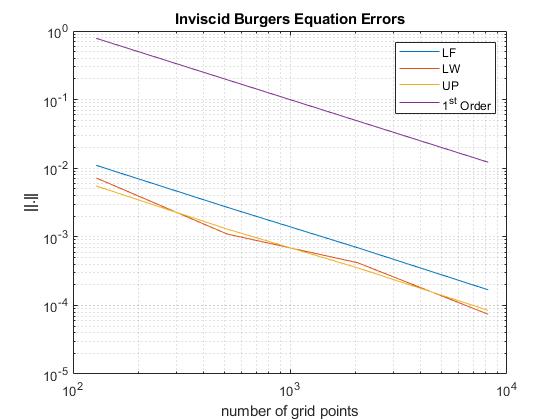 Inviscid Burgers Equation Errors
10^0
10^-1
10^-2
10^-3
10^-4
10^-5
||.||
LF
LW
UP
1^st Order
10^2
10^3
10^4
number of grid points